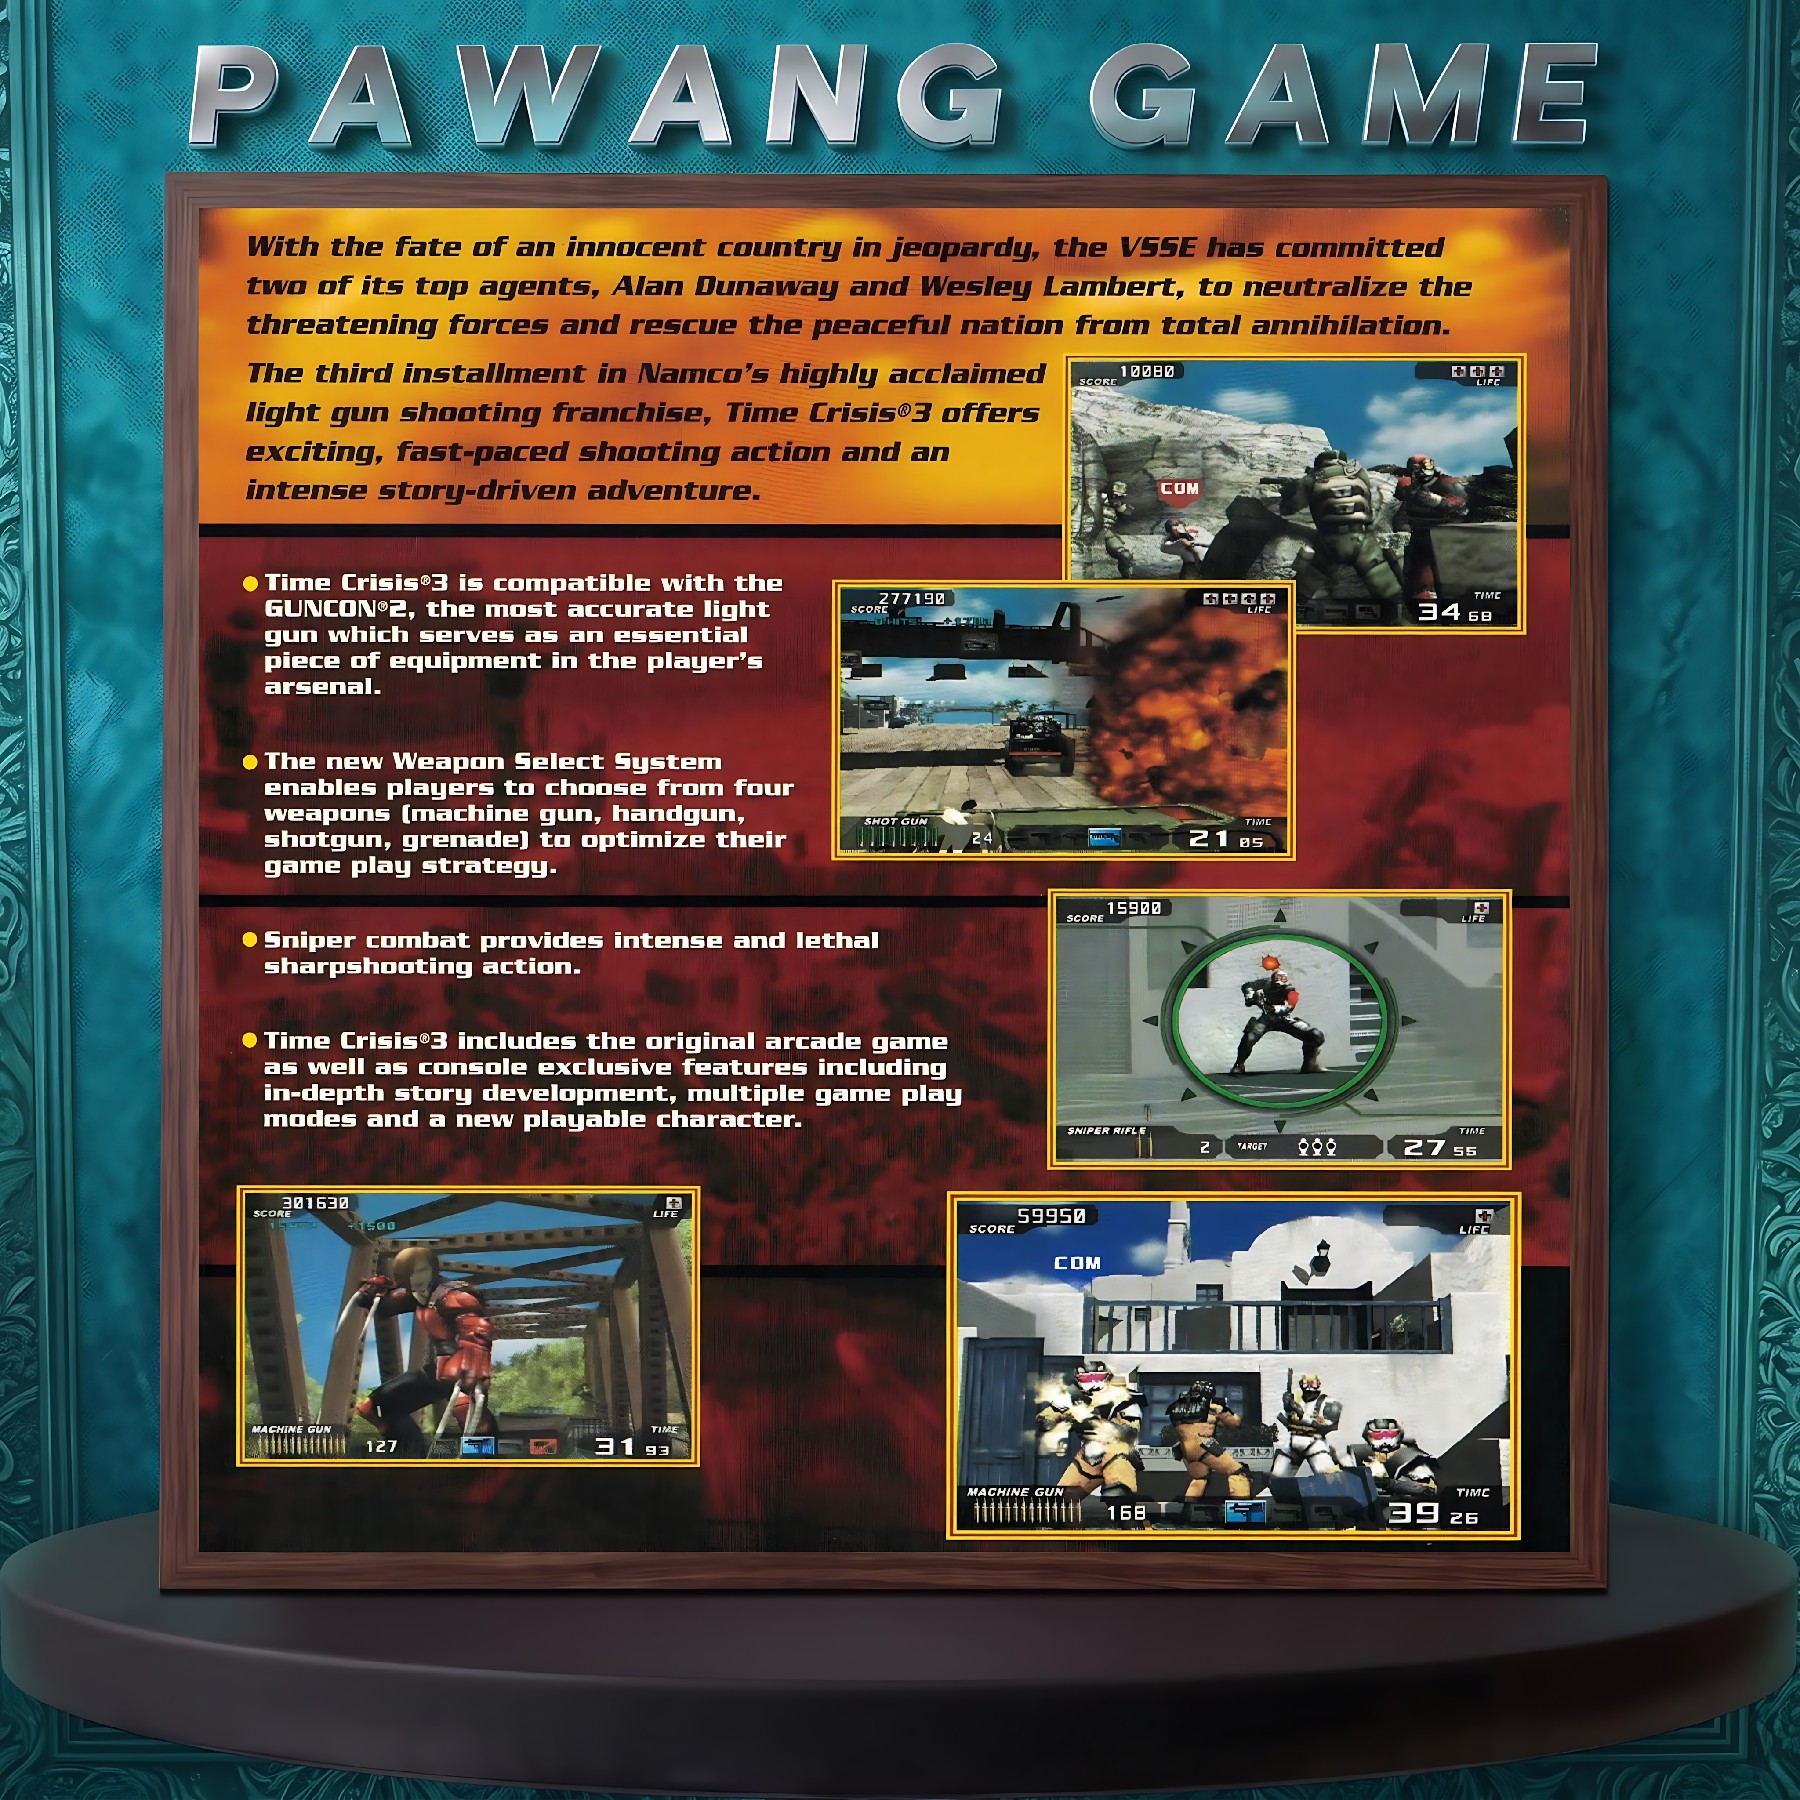 PAWANG GAME
With the fate of an innocent country in jeopardy, the VSSE has committed
two of its top agents, Alan Dunaway and Wesley Lambert, to neutralize the
threatening forces and rescue the peaceful nation from total annihilation.
The third installment in Namco's highly acclaimed
light gun shooting franchise, Time Crisis®3 offers
exciting, fast-paced shooting action and an
intense story-driven adventure.
10080
SCORE
LIFE
COM
TIME
34 68
Time Crisis®3 is compatible with the
GUNCON®2, the most accurate light
gun which serves as an essential
piece of equipment in the player's
arsenal.
277190
SCORE
LIFE
SHOT GUN
24
TIME
21 05
The new Weapon Select System
enables players to choose from four
weapons (machine gun, handgun,
shotgun, grenade) to optimize their
game play strategy.
Sniper combat provides intense and lethal
sharpshooting action.
Time Crisis®3 includes the original arcade game
as well as console exclusive features including
in-depth story development, multiple game play
modes and a new playable character.
SCORE 15900
LIFE
SNIPER RIFLE
2 TARGET
TIME
27 55
301630
SCORE
LIFE
MACHINE GUN
127
TIME
31 93
SCORE 59950
LIFE
COM
MACHINE GUN
168
TIME
39 26